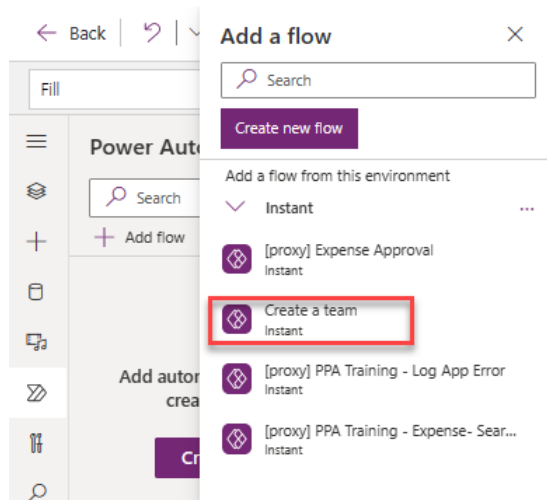 Back
Add a flow
Search
Fill
Create new flow
Power Aut
Add a flow from this environment
Search
Instant
...
Add flow
[proxy] Expense Approval
Instant
Create a team
Instant
[proxy] PPA Training - Log App Error
Instant
Add autor
crea
[proxy] PPA Training - Expense- Sear...
Instant
Cr